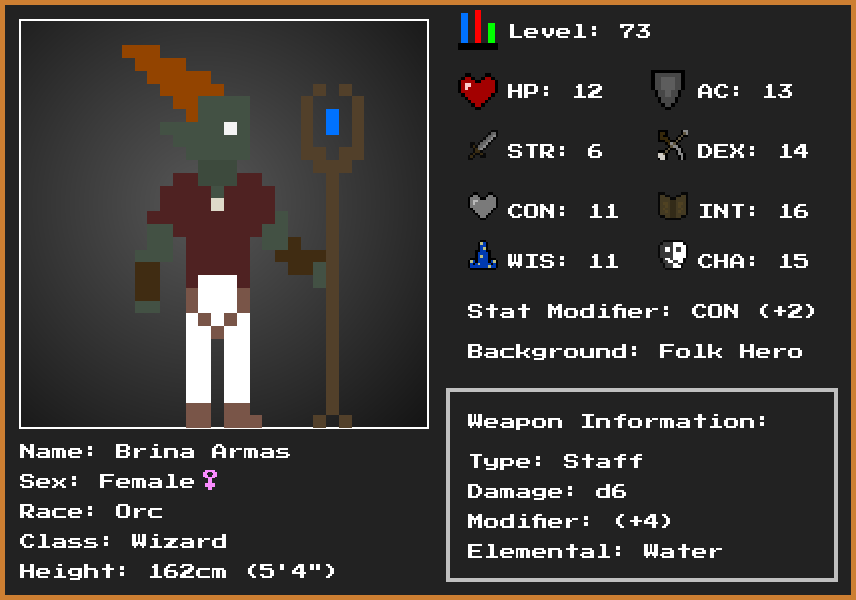 Level: 73
HP: 12 AC: 13
STR: 6 DEX: 14
CON: 11 INT: 16
WIS: 11 CHA: 15
Stat Modifier: CON (+2)
Background: Folk Hero
Weapon Information:
Type: Staff
Damage: d6
Modifier: (+4)
Elemental: Water
Name: Brina Armas
Sex: Female♀
Race: Orc
Class: Wizard
Height: 162cm (5'4")